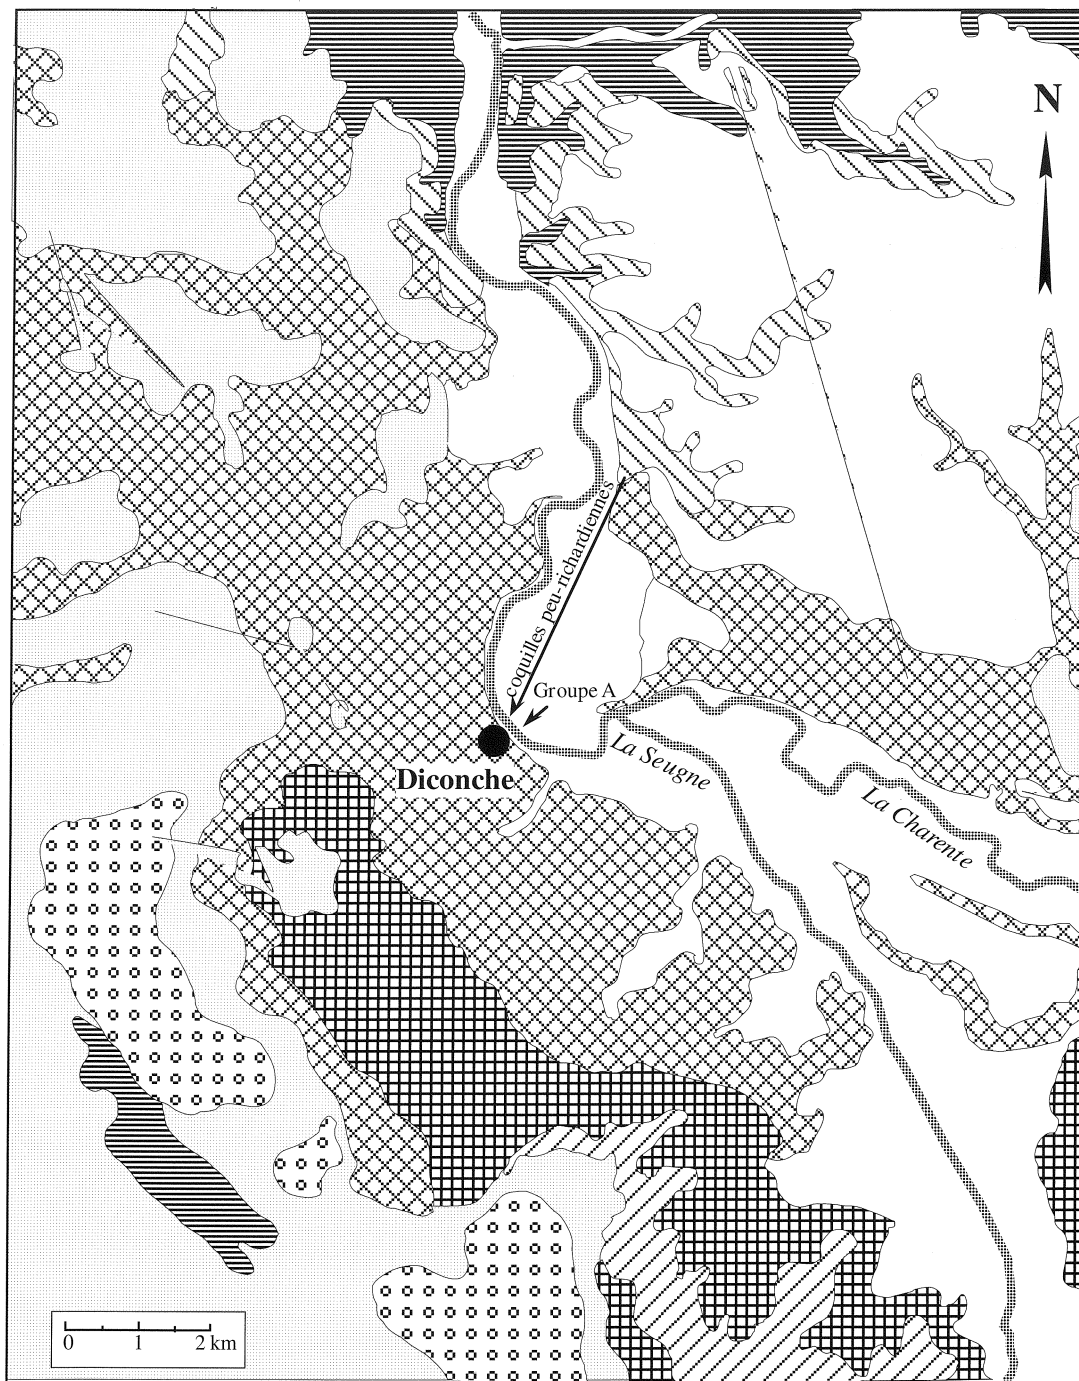 N
coquilles peu-richardiennes
Groupe A
La Seugne
Diconche
La Charente
0 1 2 km